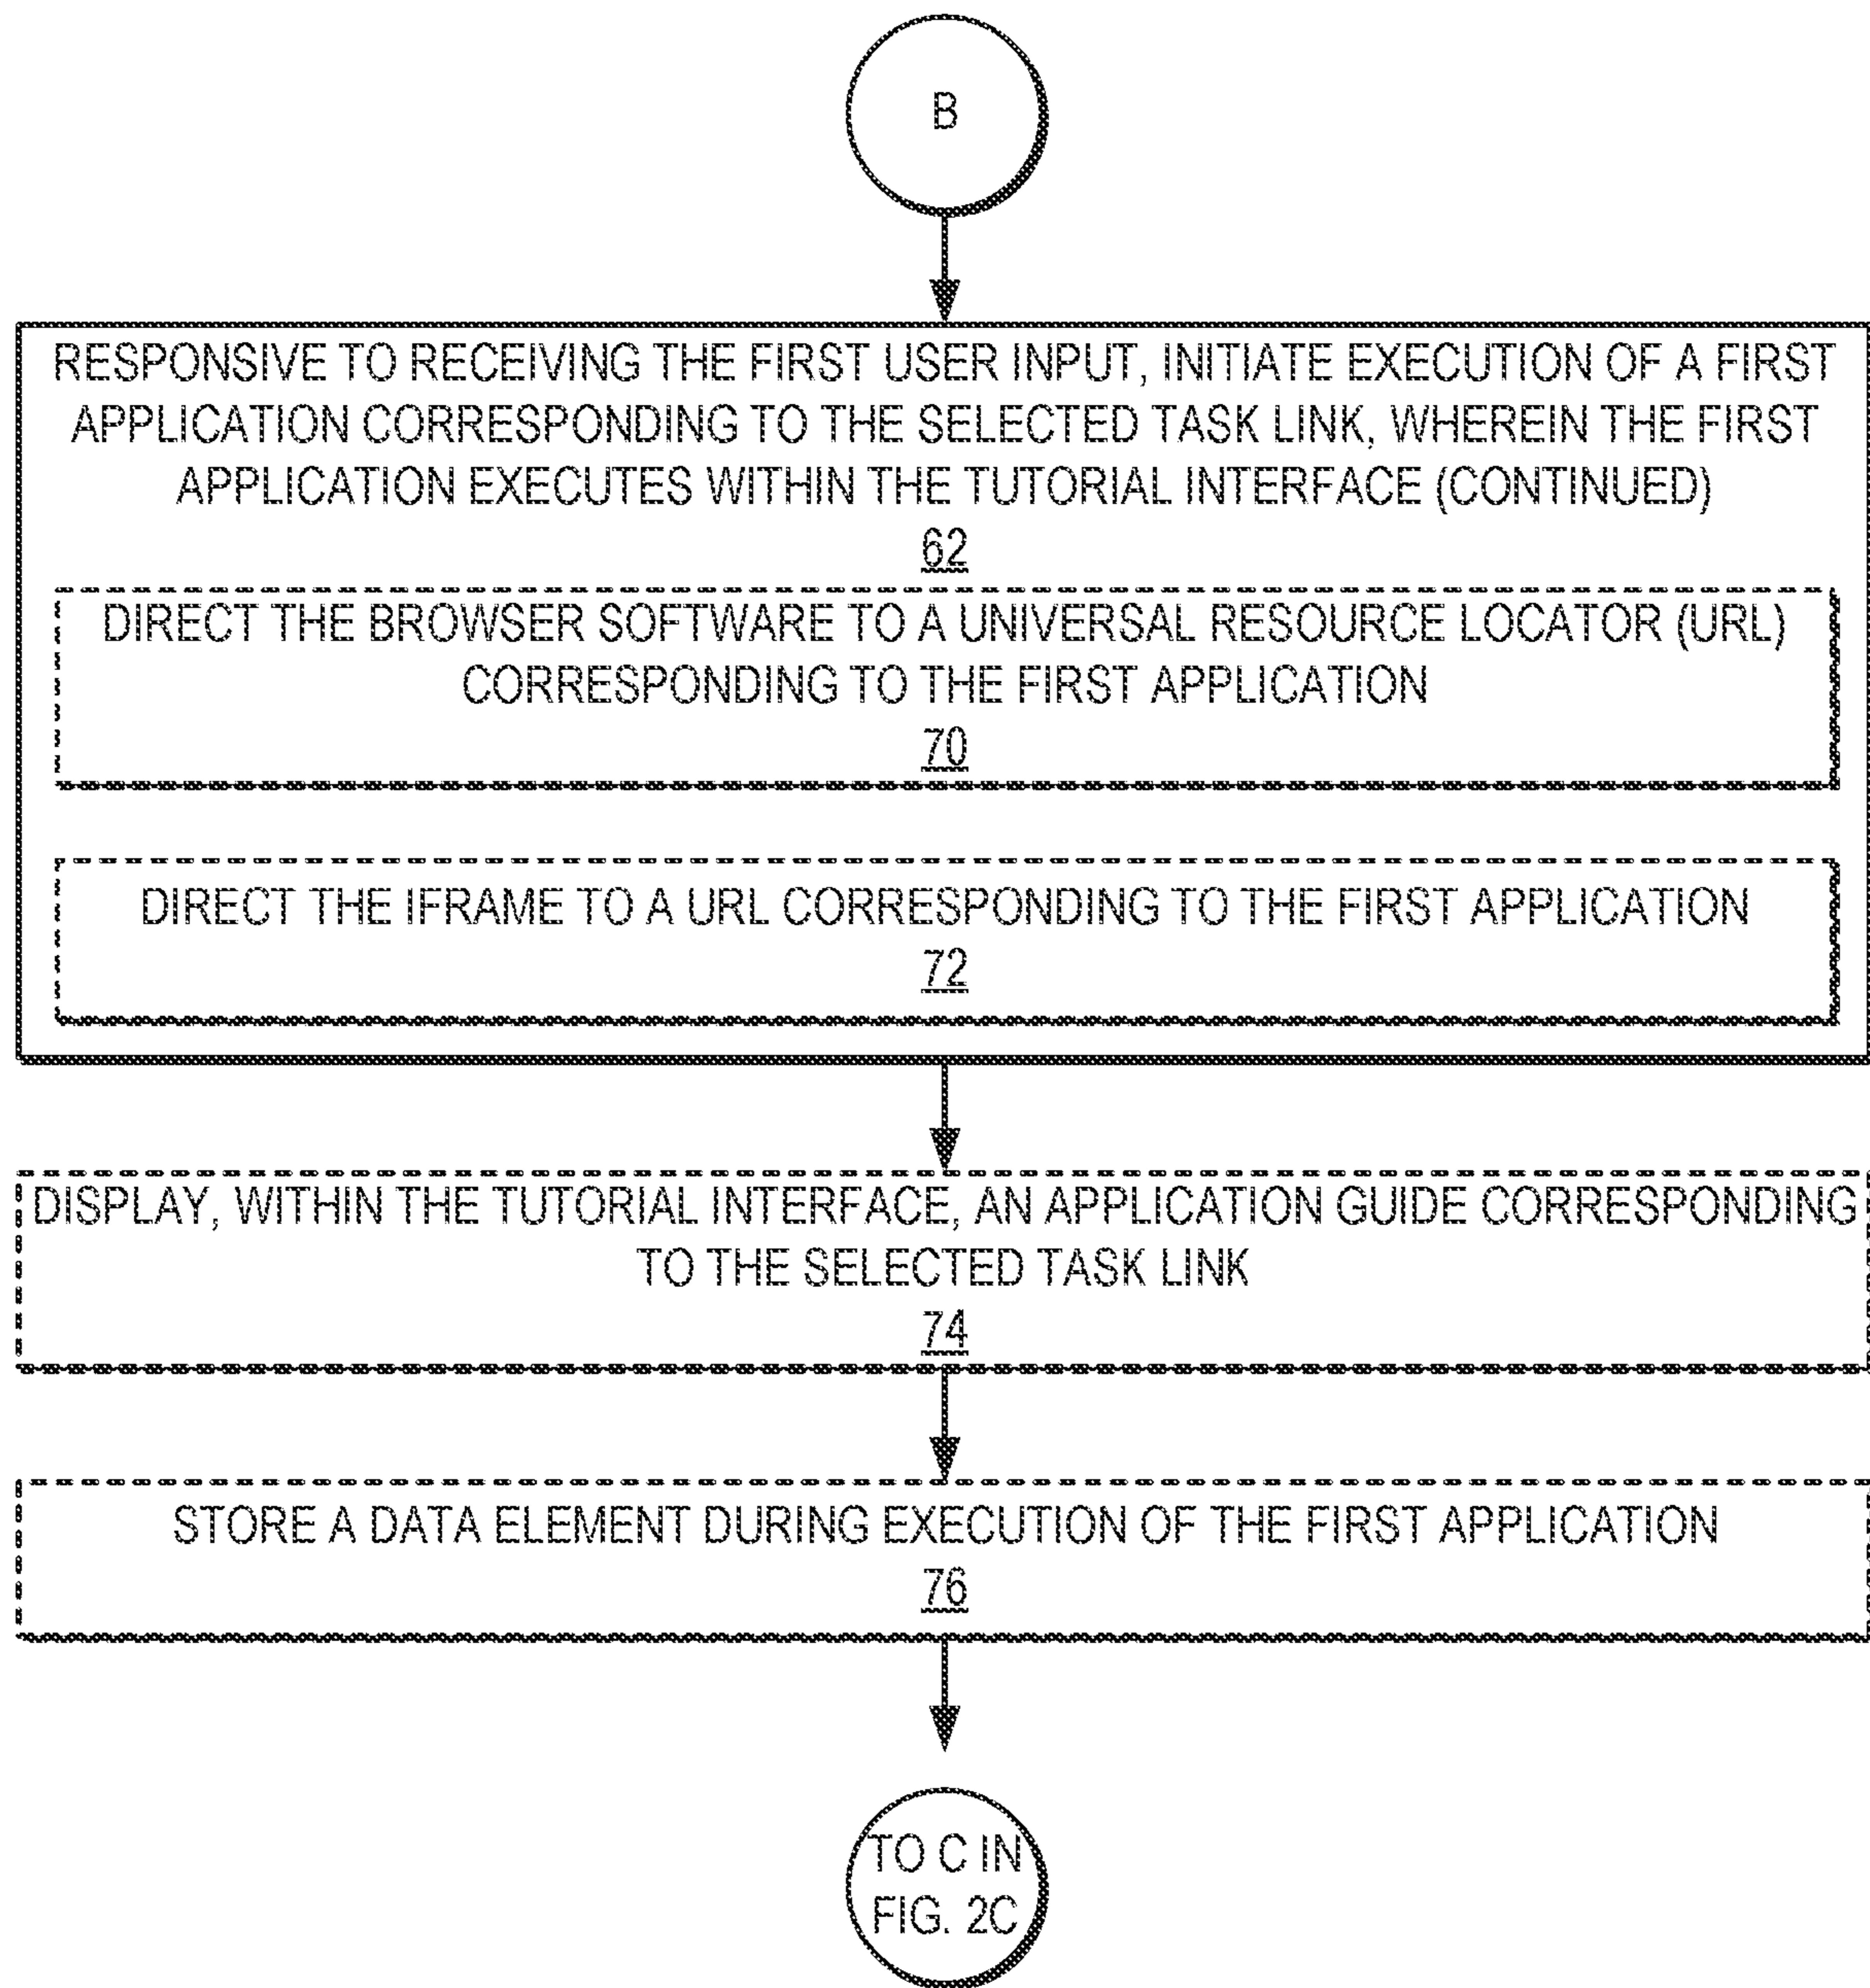 B
RESPONSIVE TO RECEIVING THE FIRST USER INPUT, INITIATE EXECUTION OF A FIRST
APPLICATION CORRESPONDING TO THE SELECTED TASK LINK, WHEREIN THE FIRST
APPLICATION EXECUTES WITHIN THE TUTORIAL INTERFACE (CONTINUED)
62
DIRECT THE BROWSER SOFTWARE TO A UNIVERSAL RESOURCE LOCATOR (URL)
CORRESPONDING TO THE FIRST APPLICATION
70
DIRECT THE IFRAME TO A URL CORRESPONDING TO THE FIRST APPLICATION
72
DISPLAY, WITHIN THE TUTORIAL INTERFACE, AN APPLICATION GUIDE CORRESPONDING
TO THE SELECTED TASK LINK
74
STORE A DATA ELEMENT DURING EXECUTION OF THE FIRST APPLICATION
76
TO C IN
FIG. 2C